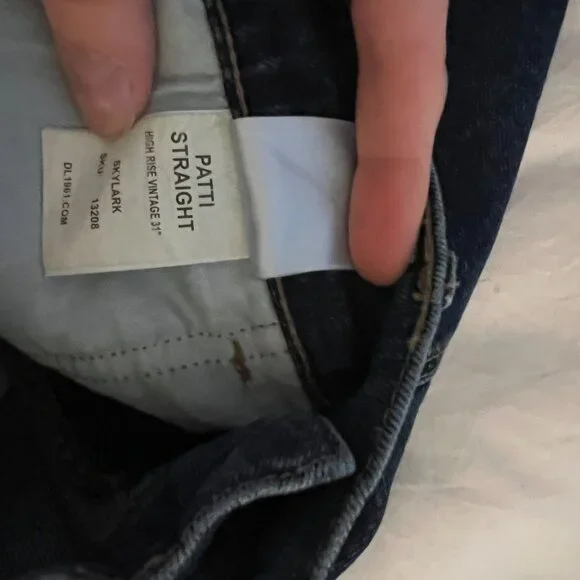 PATTI
STRAIGHT
HIGH RISE VINTAGE 31"
SKYLARK
SKU: 13208
DL1961.COM